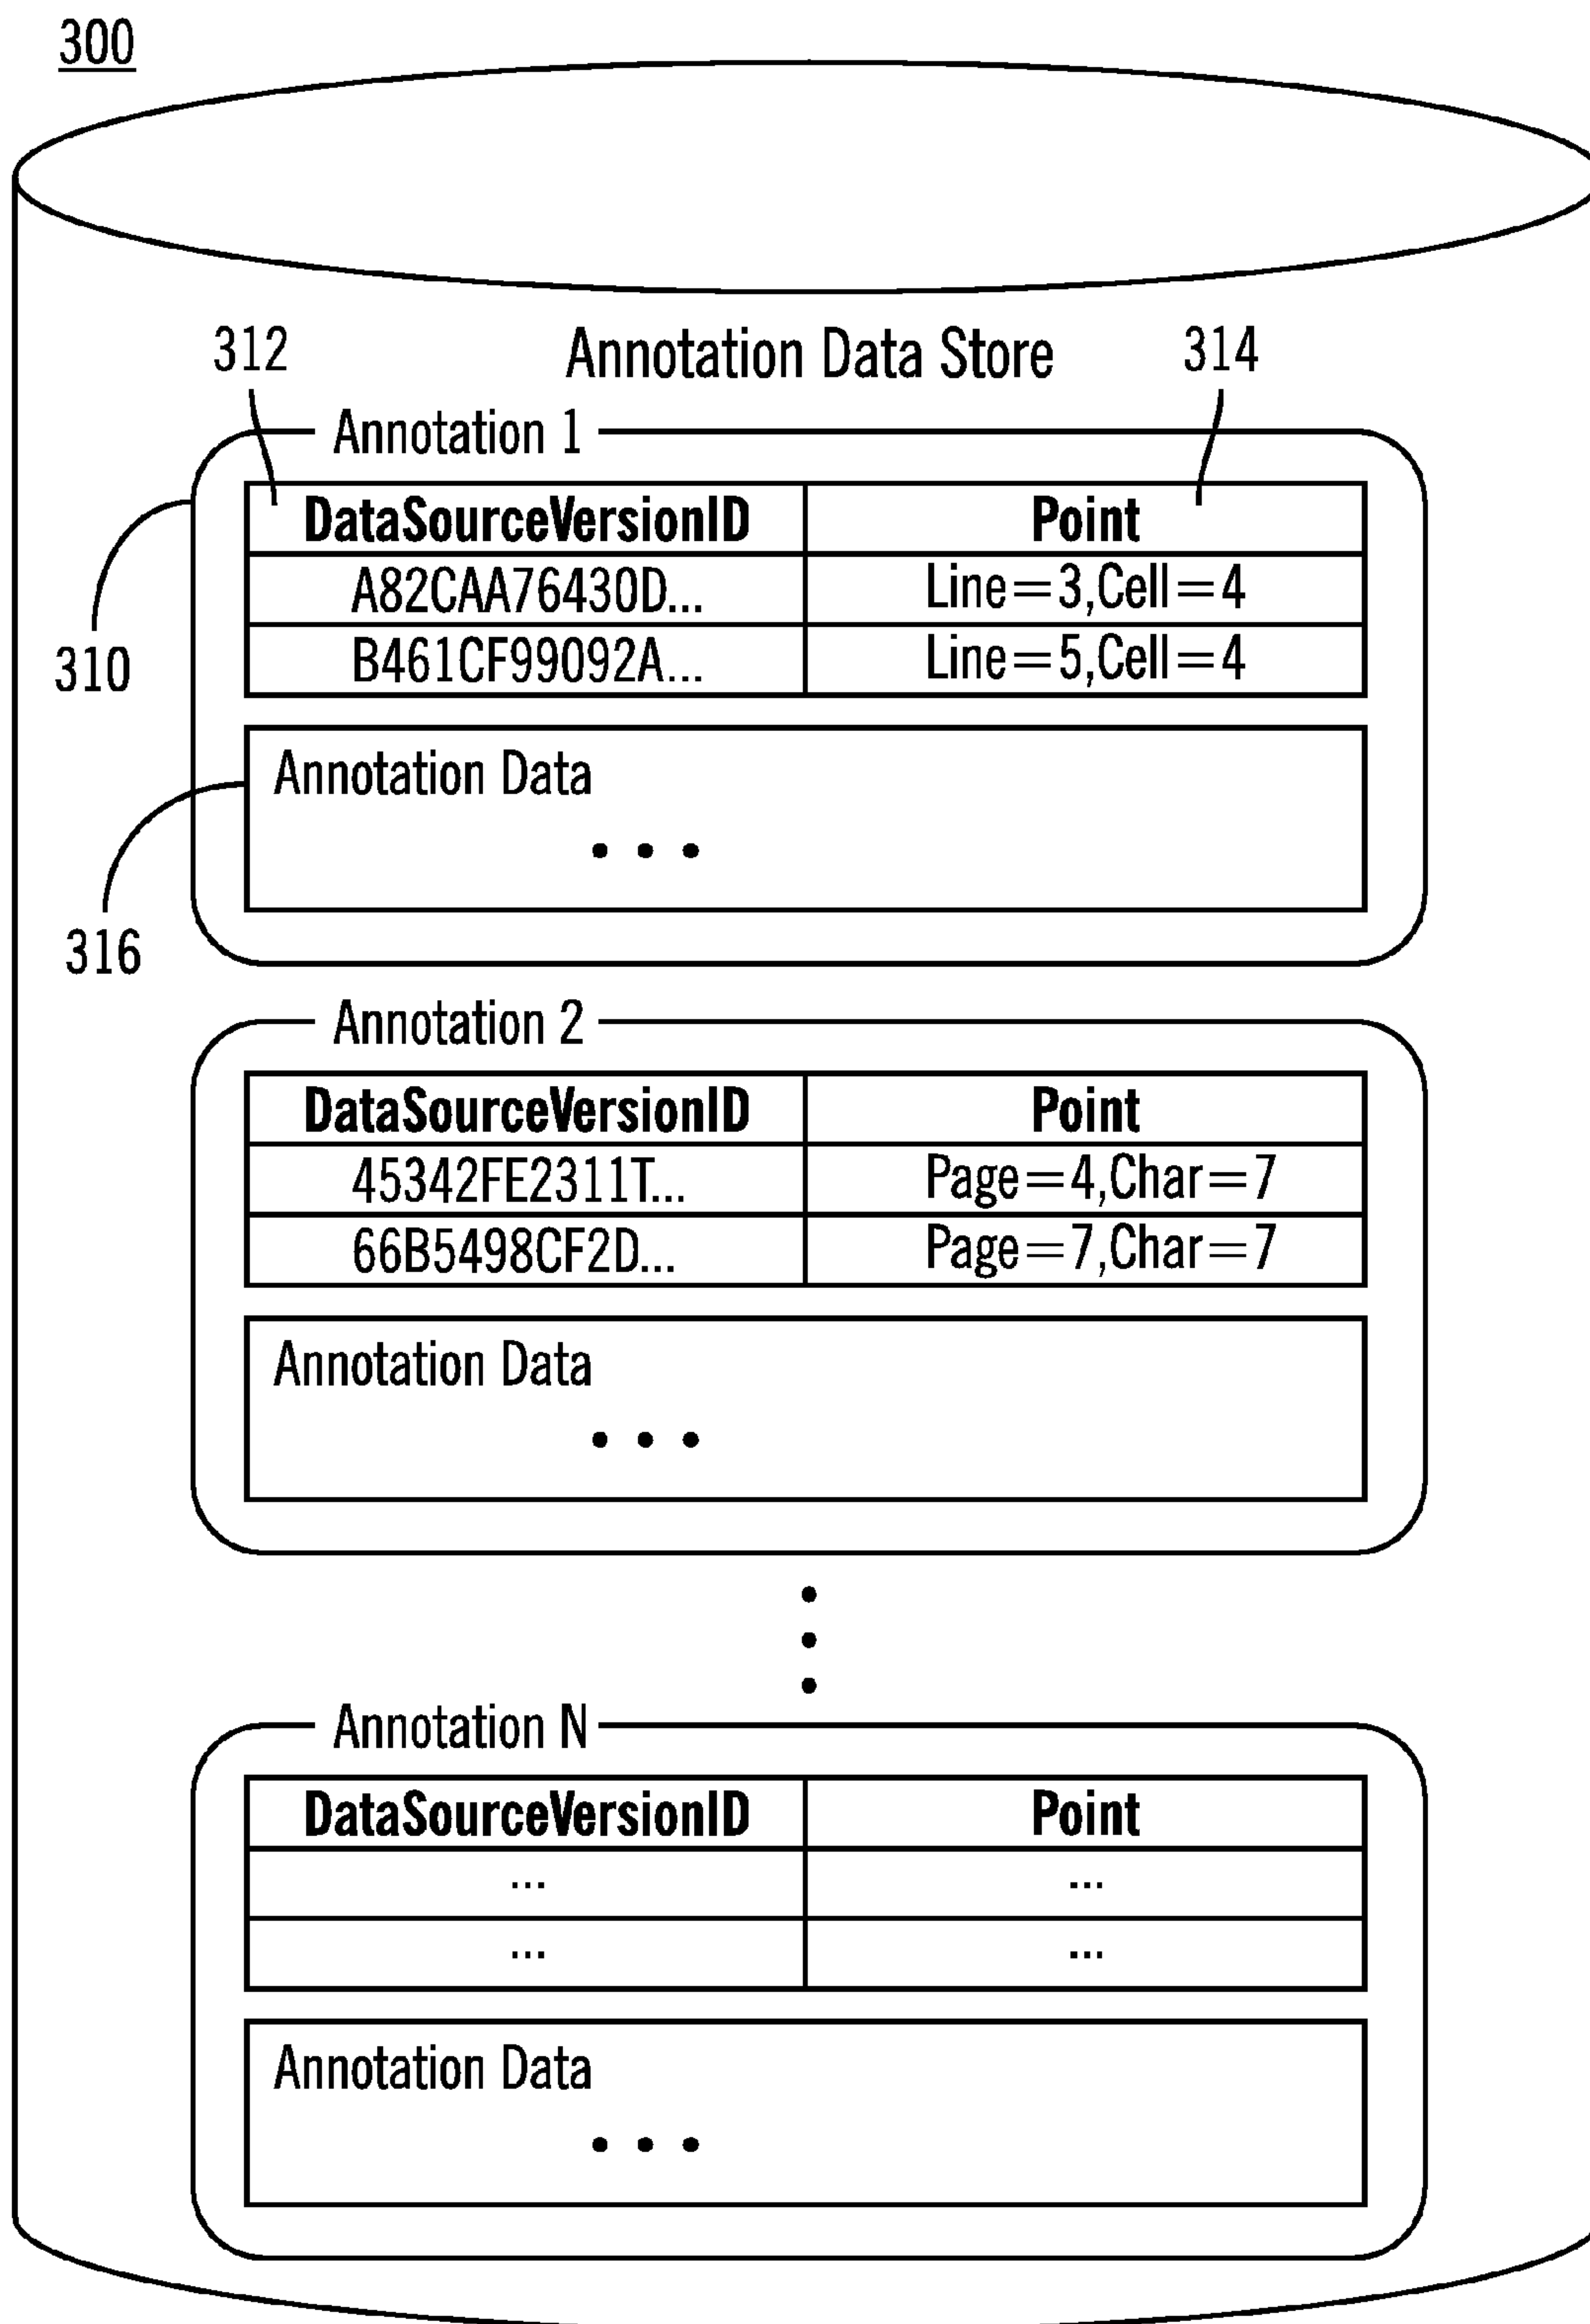 300
312 Annotation Data Store 314
Annotation 1
DataSourceVersionID Point
A82CAA76430D... Line=3,Cell=4
B461CF99092A... Line=5,Cell=4
310
Annotation Data
...
316
Annotation 2
DataSourceVersionID Point
45342FE2311T... Page=4,Char=7
66B5498CF2D... Page=7,Char=7
Annotation Data
...
Annotation N
DataSourceVersionID Point
... ...
... ...
Annotation Data
...